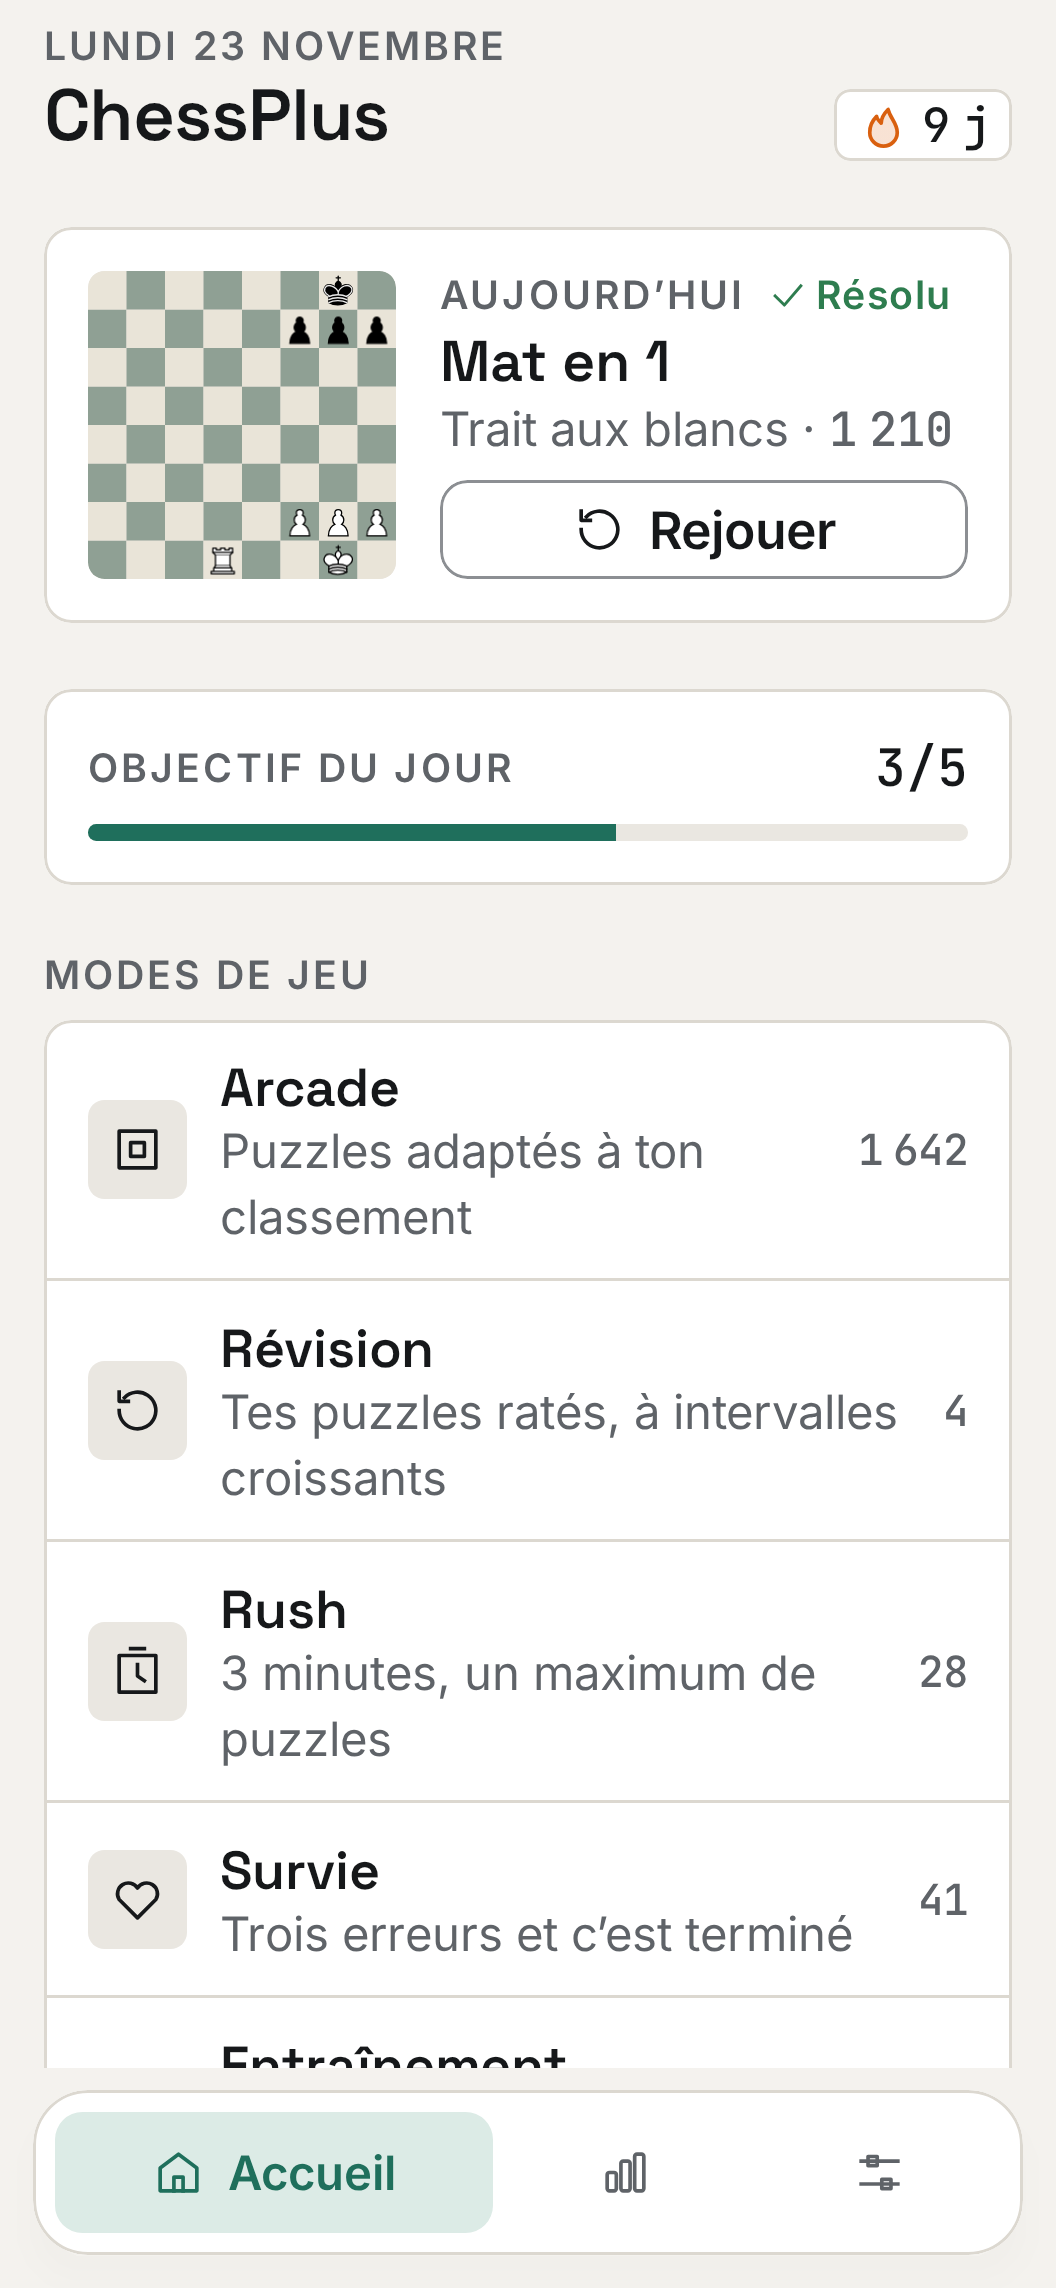 LUNDI 23 NOVEMBRE
ChessPlus
9 j
AUJOURD’HUI
Résolu
Mat en 1
Trait aux blancs · 1 210
Rejouer
OBJECTIF DU JOUR
3/5
MODES DE JEU
Arcade
Puzzles adaptés à ton
classement
1 642
Révision
Tes puzzles ratés, à intervalles
croissants
4
Rush
3 minutes, un maximum de
puzzles
28
Survie
Trois erreurs et c’est terminé
41
Entraînement
Accueil